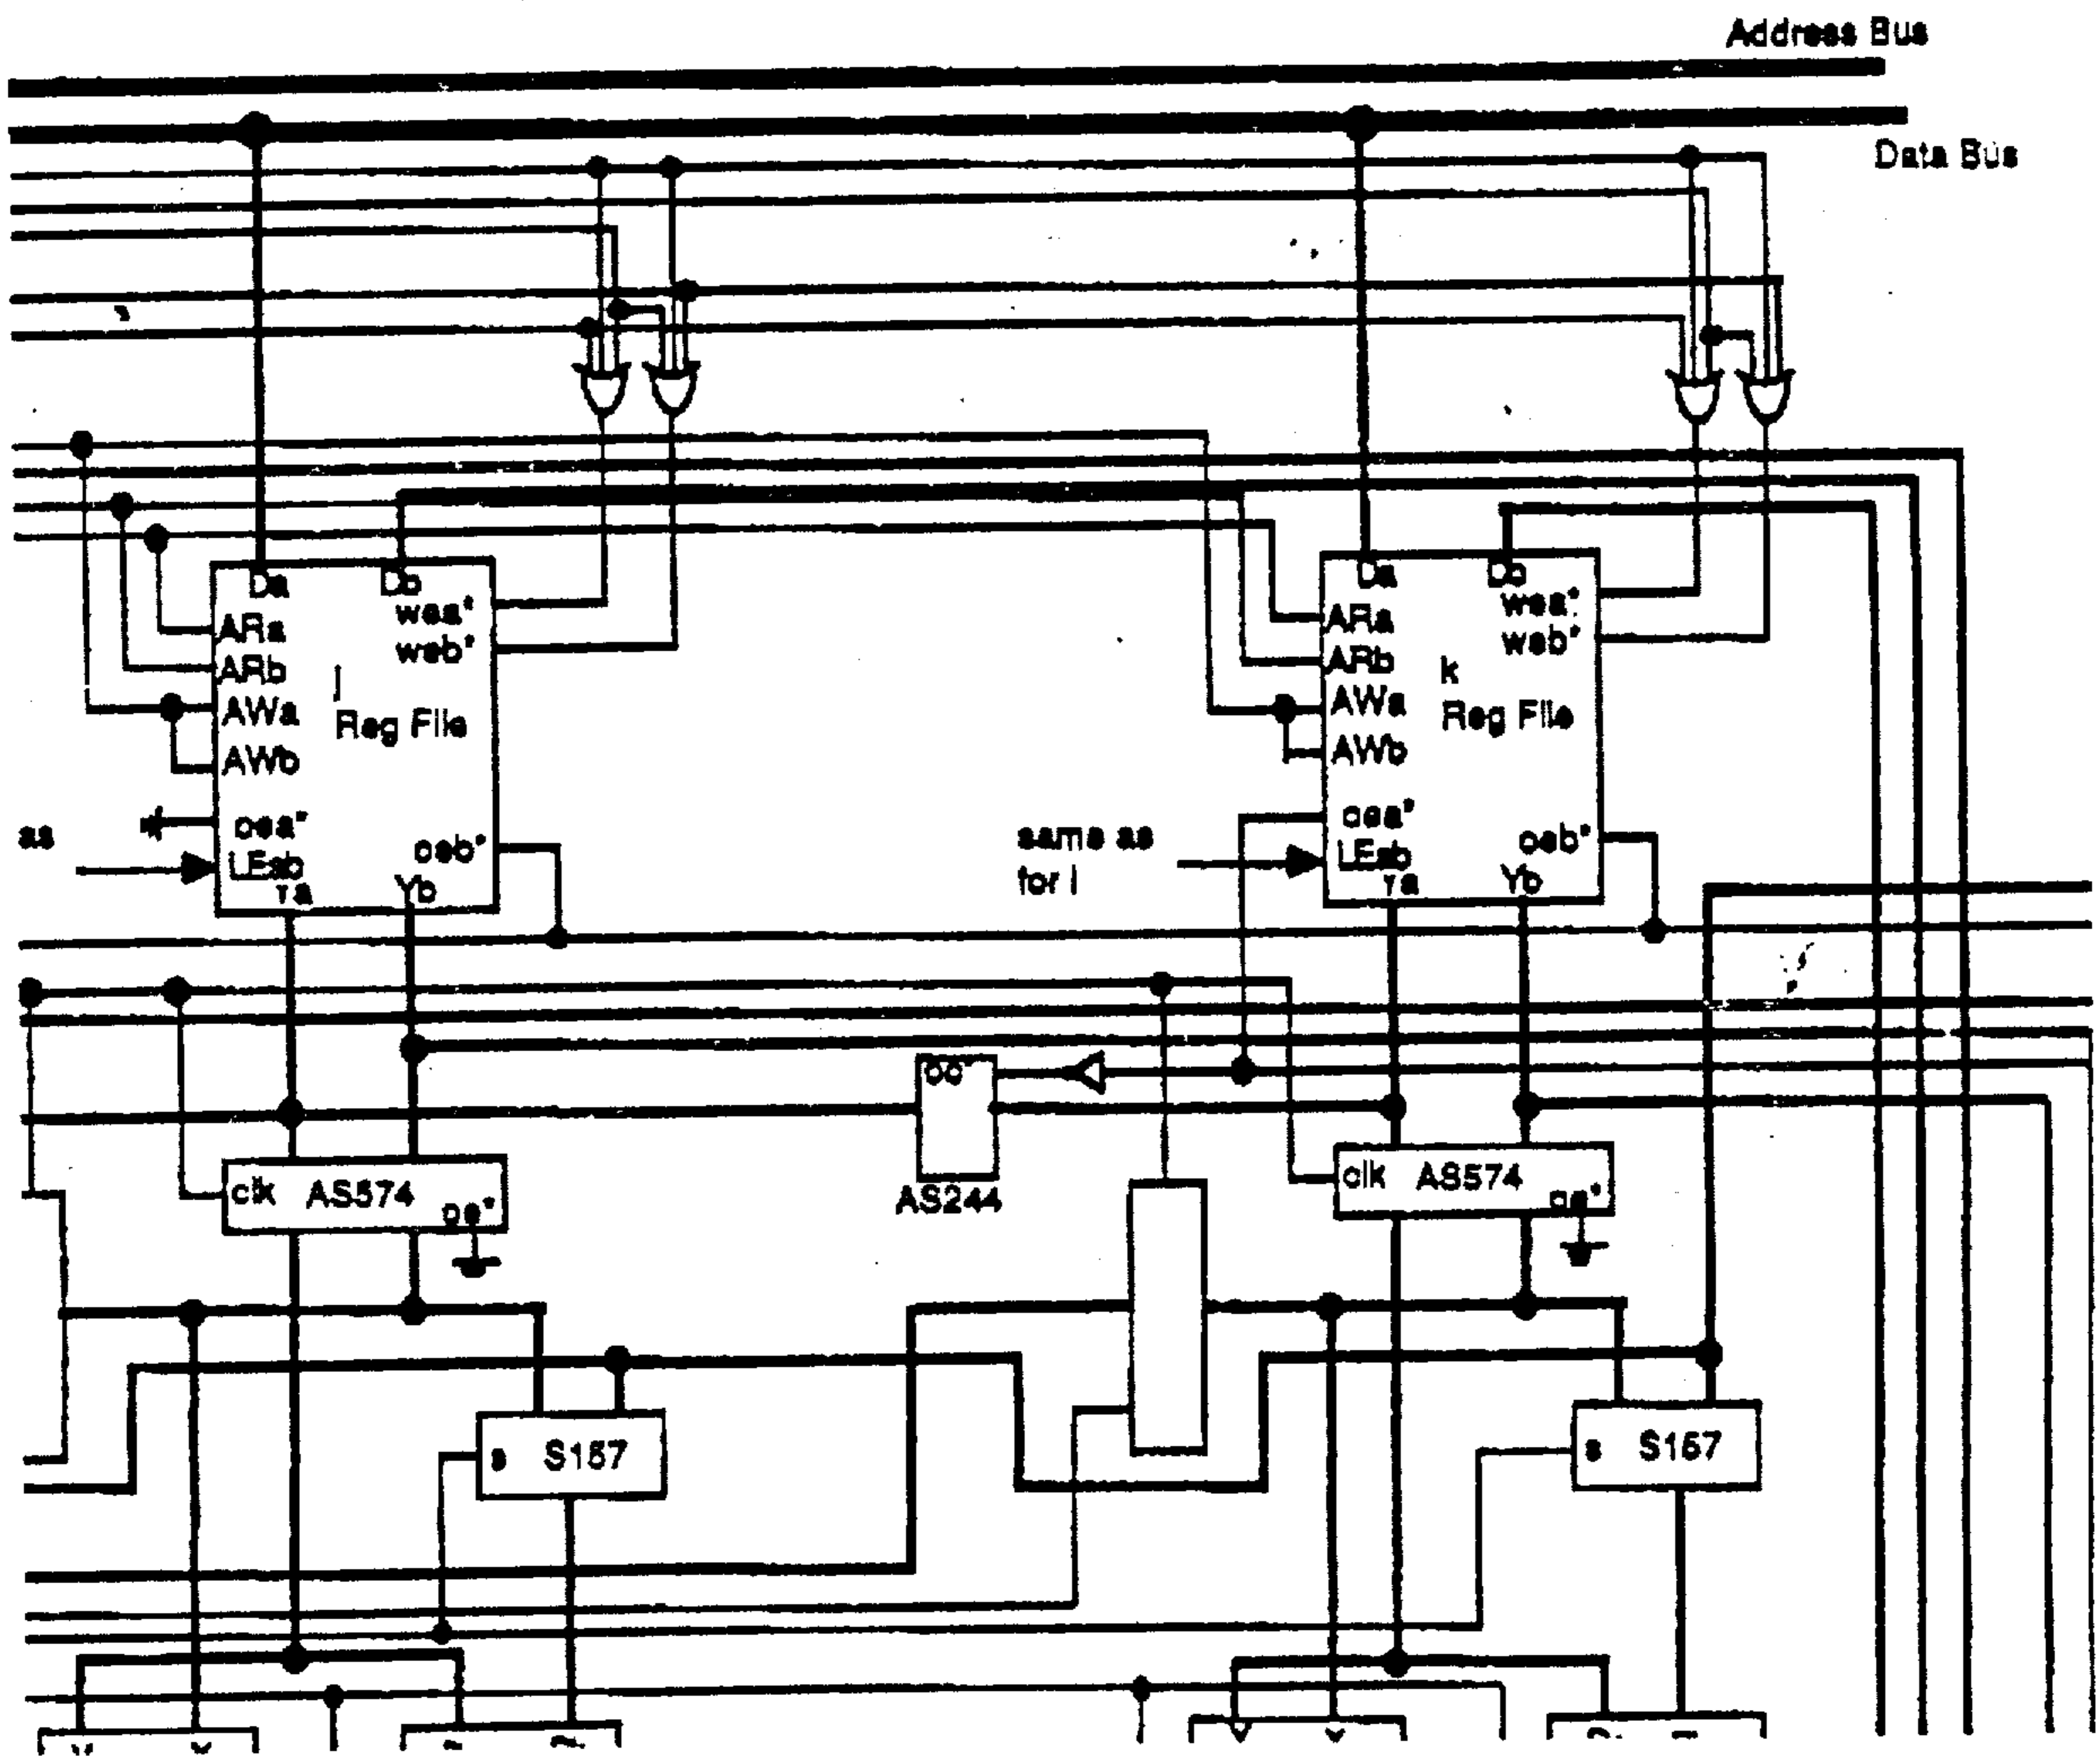 Address Bus
Data Bus
Da
Db
wea*
web*
ARa
ARb
AWa
AWb
j
Reg File
oea*
LEab
oeb*
Ya
Yb
as
Da
Db
wea*
web*
ARa
ARb
AWa
AWb
k
Reg File
oea*
LEab
oeb*
Ya
Yb
same as
for i
clk AS574
oe*
AS244
clk AS574
oe*
s S157
s S157